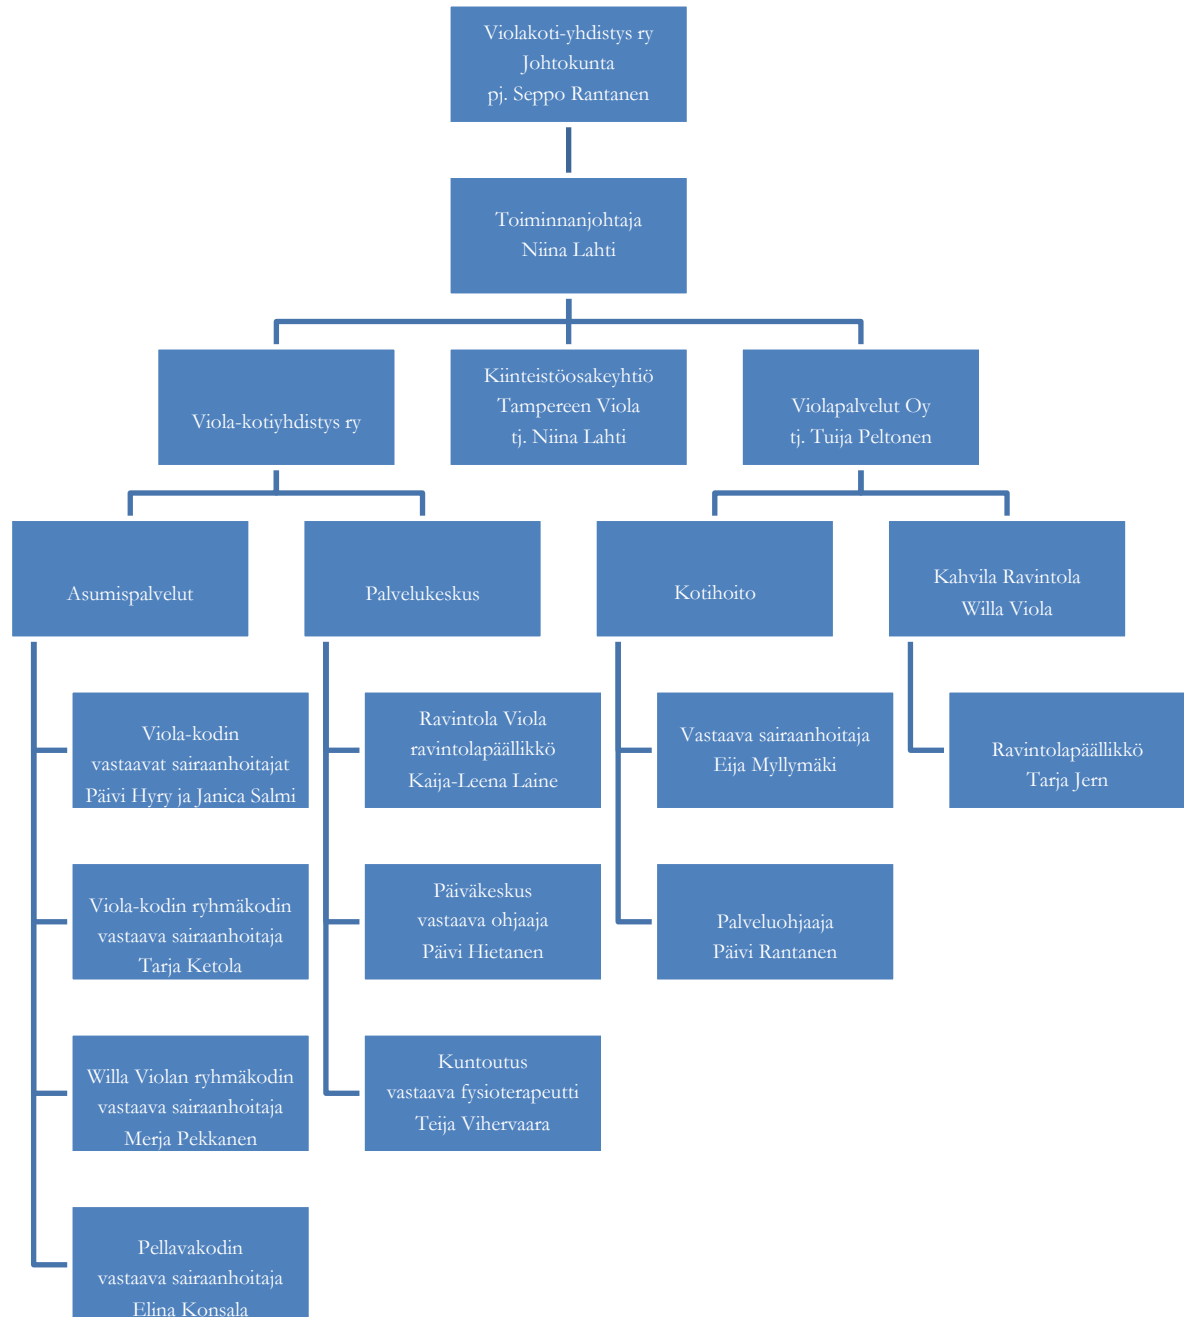 Violakoti-yhdistys ry
Johtokunta
pj. Seppo Rantanen
Toiminnanjohtaja
Niina Lahti
Viola-kotiyhdistys ry
Kiinteistöosakeyhtiö
Tampereen Viola
tj. Niina Lahti
Violapalvelut Oy
tj. Tuija Peltonen
Asumispalvelut
Palvelukeskus
Kotihoito
Kahvila Ravintola
Willa Viola
Viola-kodin
vastaavat sairaanhoitajat
Päivi Hyry ja Janica Salmi
Ravintola Viola
ravintolapäällikkö
Kaija-Leena Laine
Vastaava sairaanhoitaja
Eija Myllymäki
Ravintolapäällikkö
Tarja Jern
Viola-kodin ryhmäkodin
vastaava sairaanhoitaja
Tarja Ketola
Päiväkeskus
vastaava ohjaaja
Päivi Hietanen
Palveluohjaaja
Päivi Rantanen
Willa Violan ryhmäkodin
vastaava sairaanhoitaja
Merja Pekkanen
Kuntoutus
vastaava fysioterapeutti
Teija Vihervaara
Pellavakodin
vastaava sairaanhoitaja
Elina Konsala